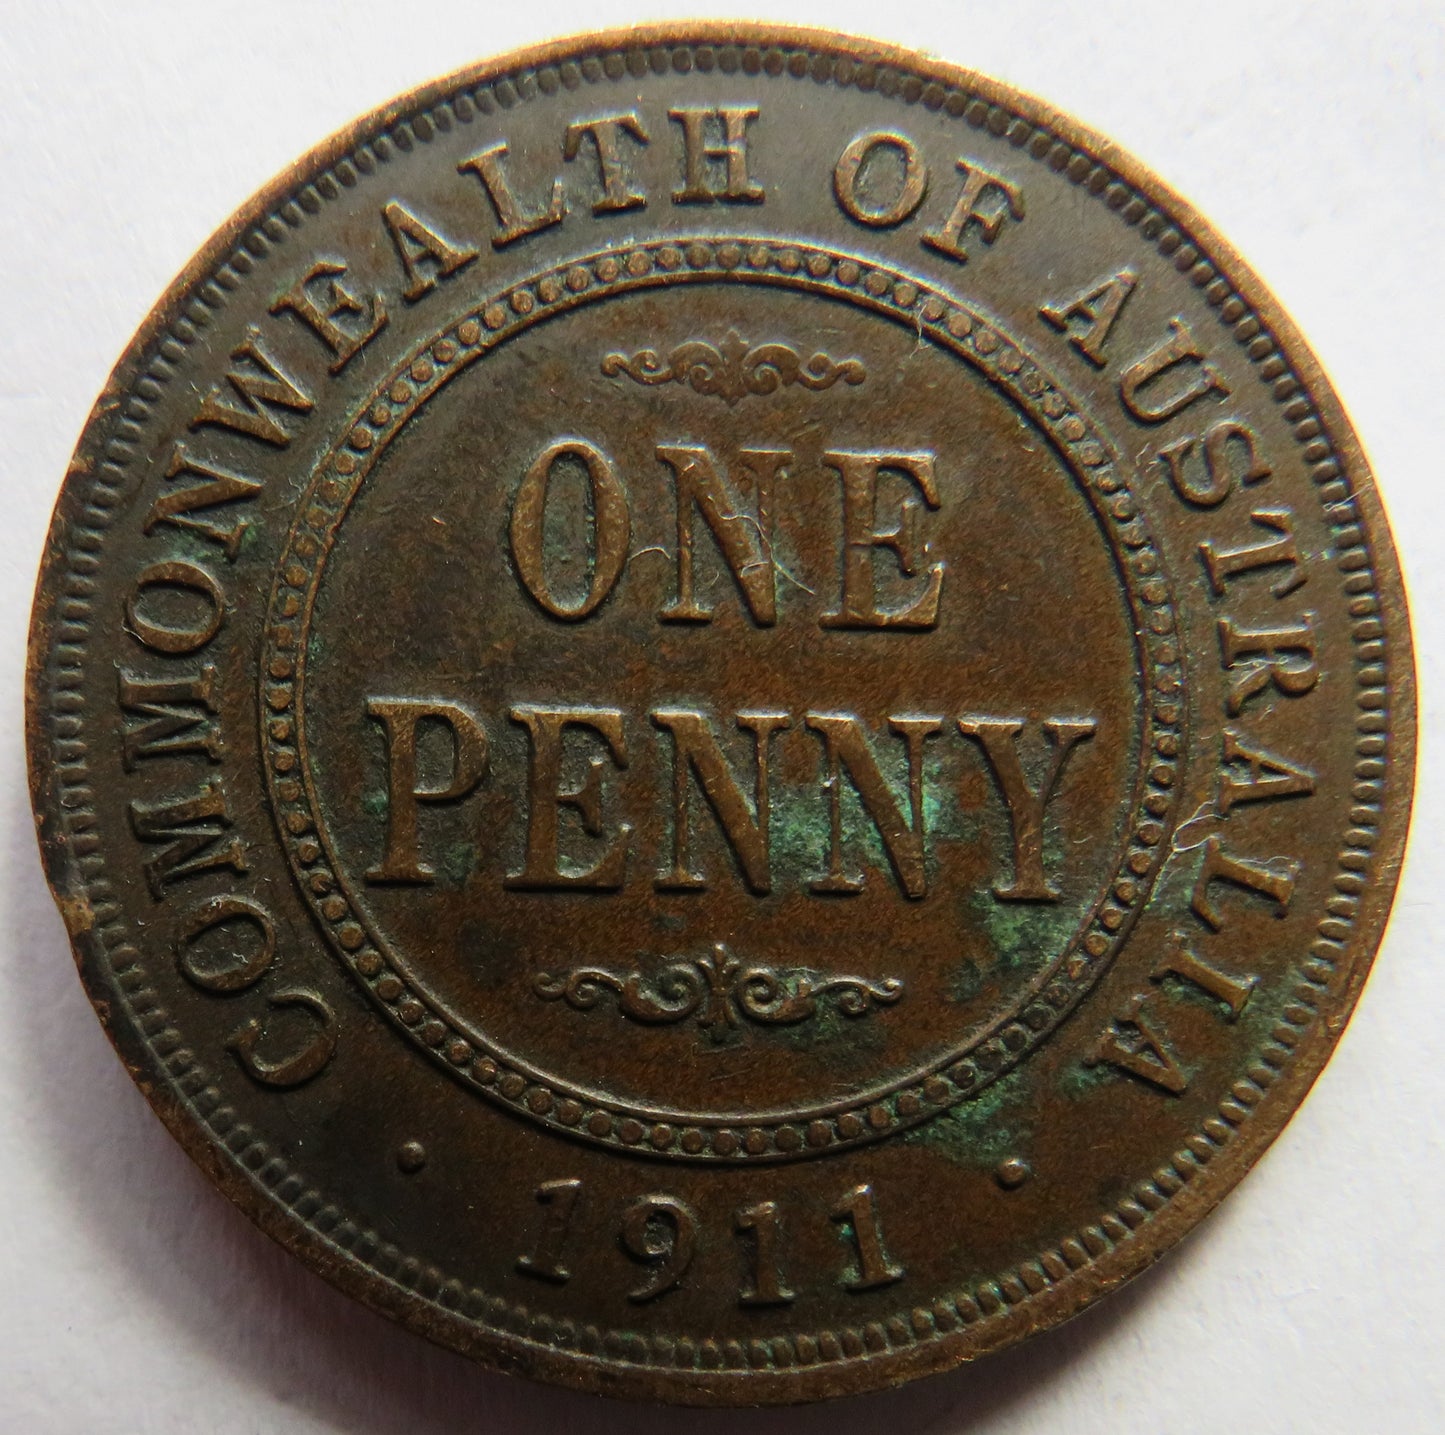 COMMONWEALTH OF AUSTRALIA
ONE
PENNY
· 1911 ·